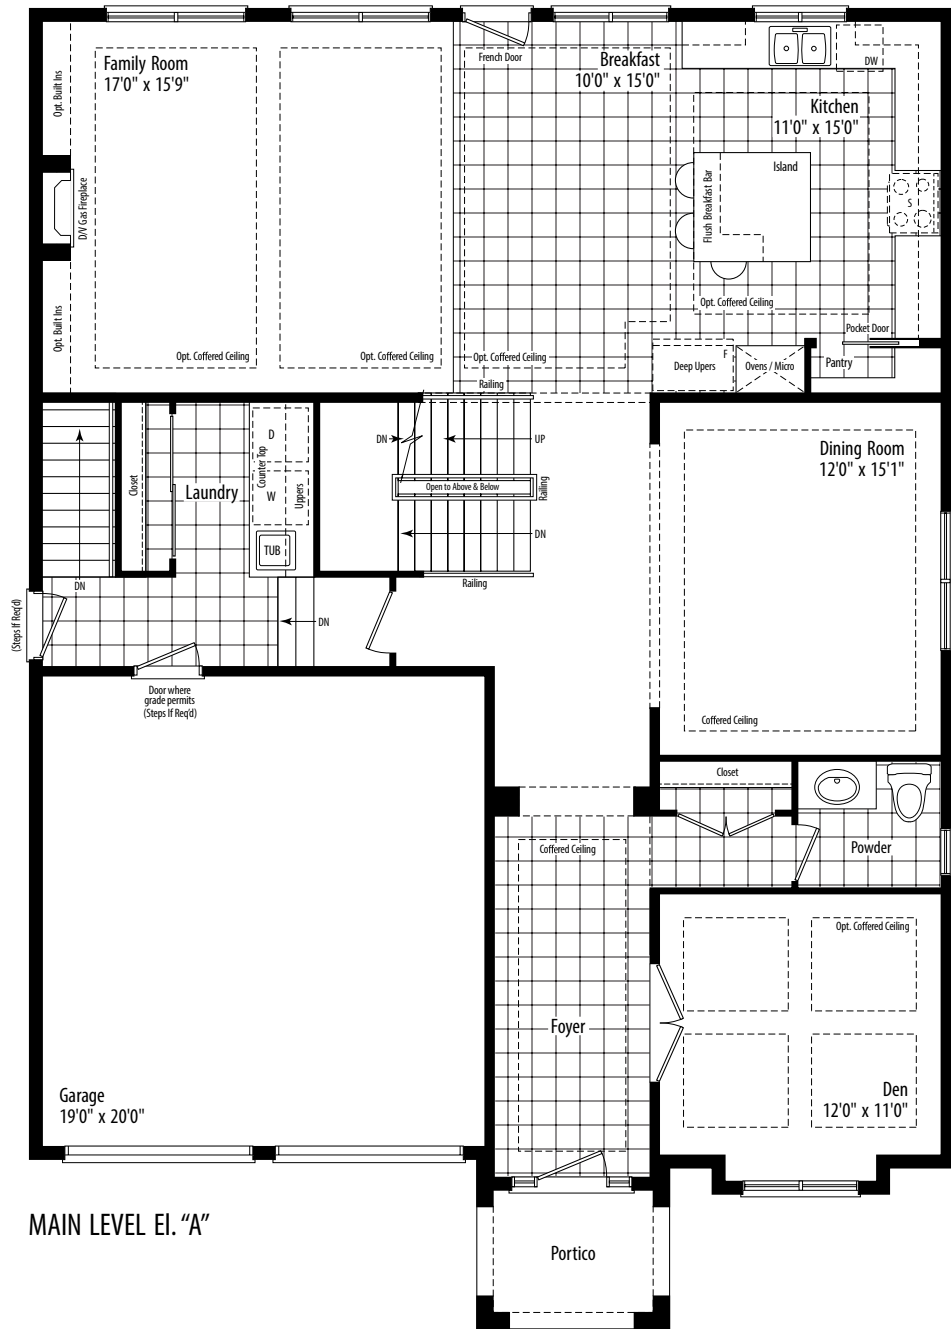 Family Room
17'0" x 15'9"
Opt. Built Ins
D/V Gas Fireplace
Opt. Built Ins
Opt. Coffered Ceiling
Opt. Coffered Ceiling
French Door
Breakfast
10'0" x 15'0"
Opt. Coffered Ceiling
DW
Kitchen
11'0" x 15'0"
Island
Flush Breakfast Bar
S
Opt. Coffered Ceiling
Pocket Door
Pantry
F
Deep Upers
Ovens / Micro
Railing
DN
UP
Open to Above & Below
Railing
DN
Railing
DN
Closet
Laundry
D
Counter Top
W
Uppers
TUB
DN
(Steps If Req'd)
Door where
grade permits
(Steps If Req'd)
Dining Room
12'0" x 15'1"
Coffered Ceiling
Closet
Powder
Coffered Ceiling
Foyer
Opt. Coffered Ceiling
Den
12'0" x 11'0"
Garage
19'0" x 20'0"
Portico
MAIN LEVEL El. “A”